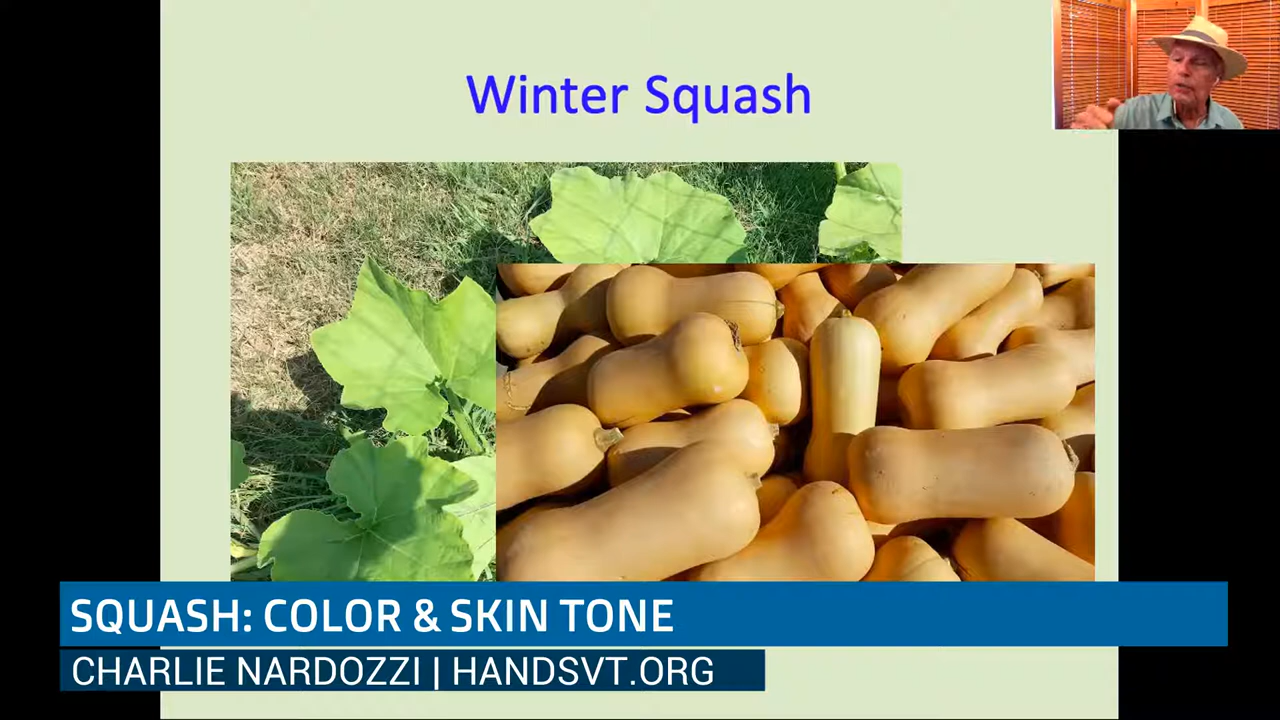 Winter Squash
SQUASH: COLOR & SKIN TONE
CHARLIE NARDOZZI | HANDSVT.ORG